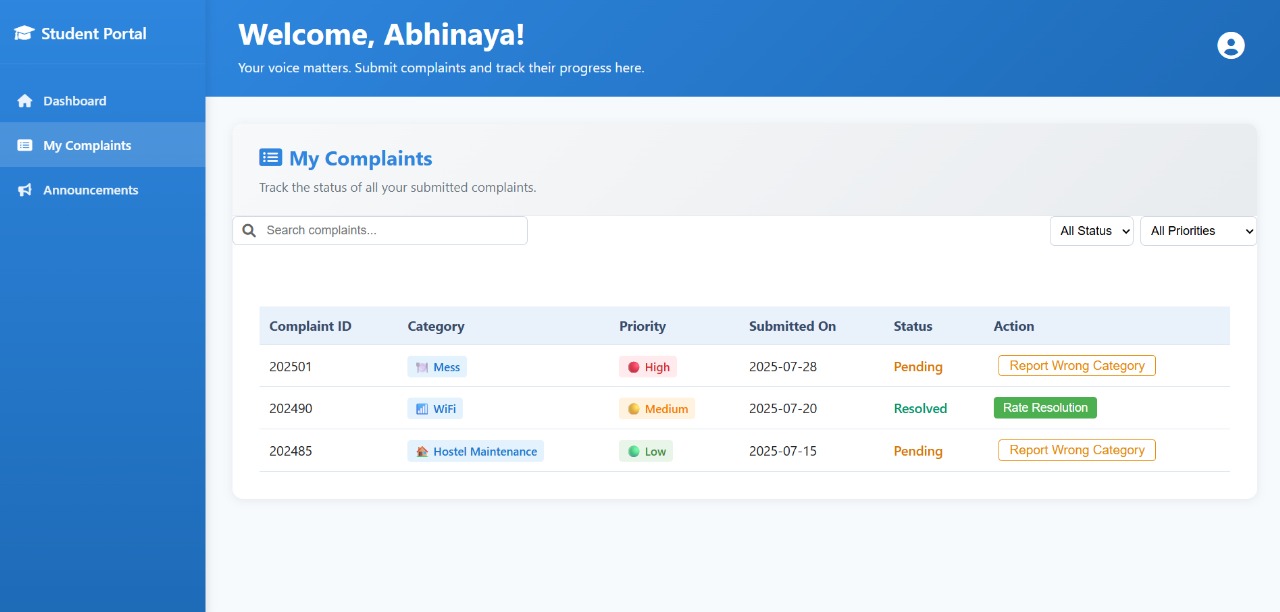 Student Portal
Welcome, Abhinaya!
Your voice matters. Submit complaints and track their progress here.
Dashboard
My Complaints
Announcements
My Complaints
Track the status of all your submitted complaints.
Search complaints... All Status All Priorities
Complaint ID Category Priority Submitted On Status Action
202501 Mess High 2025-07-28 Pending Report Wrong Category
202490 WiFi Medium 2025-07-20 Resolved Rate Resolution
202485 Hostel Maintenance Low 2025-07-15 Pending Report Wrong Category